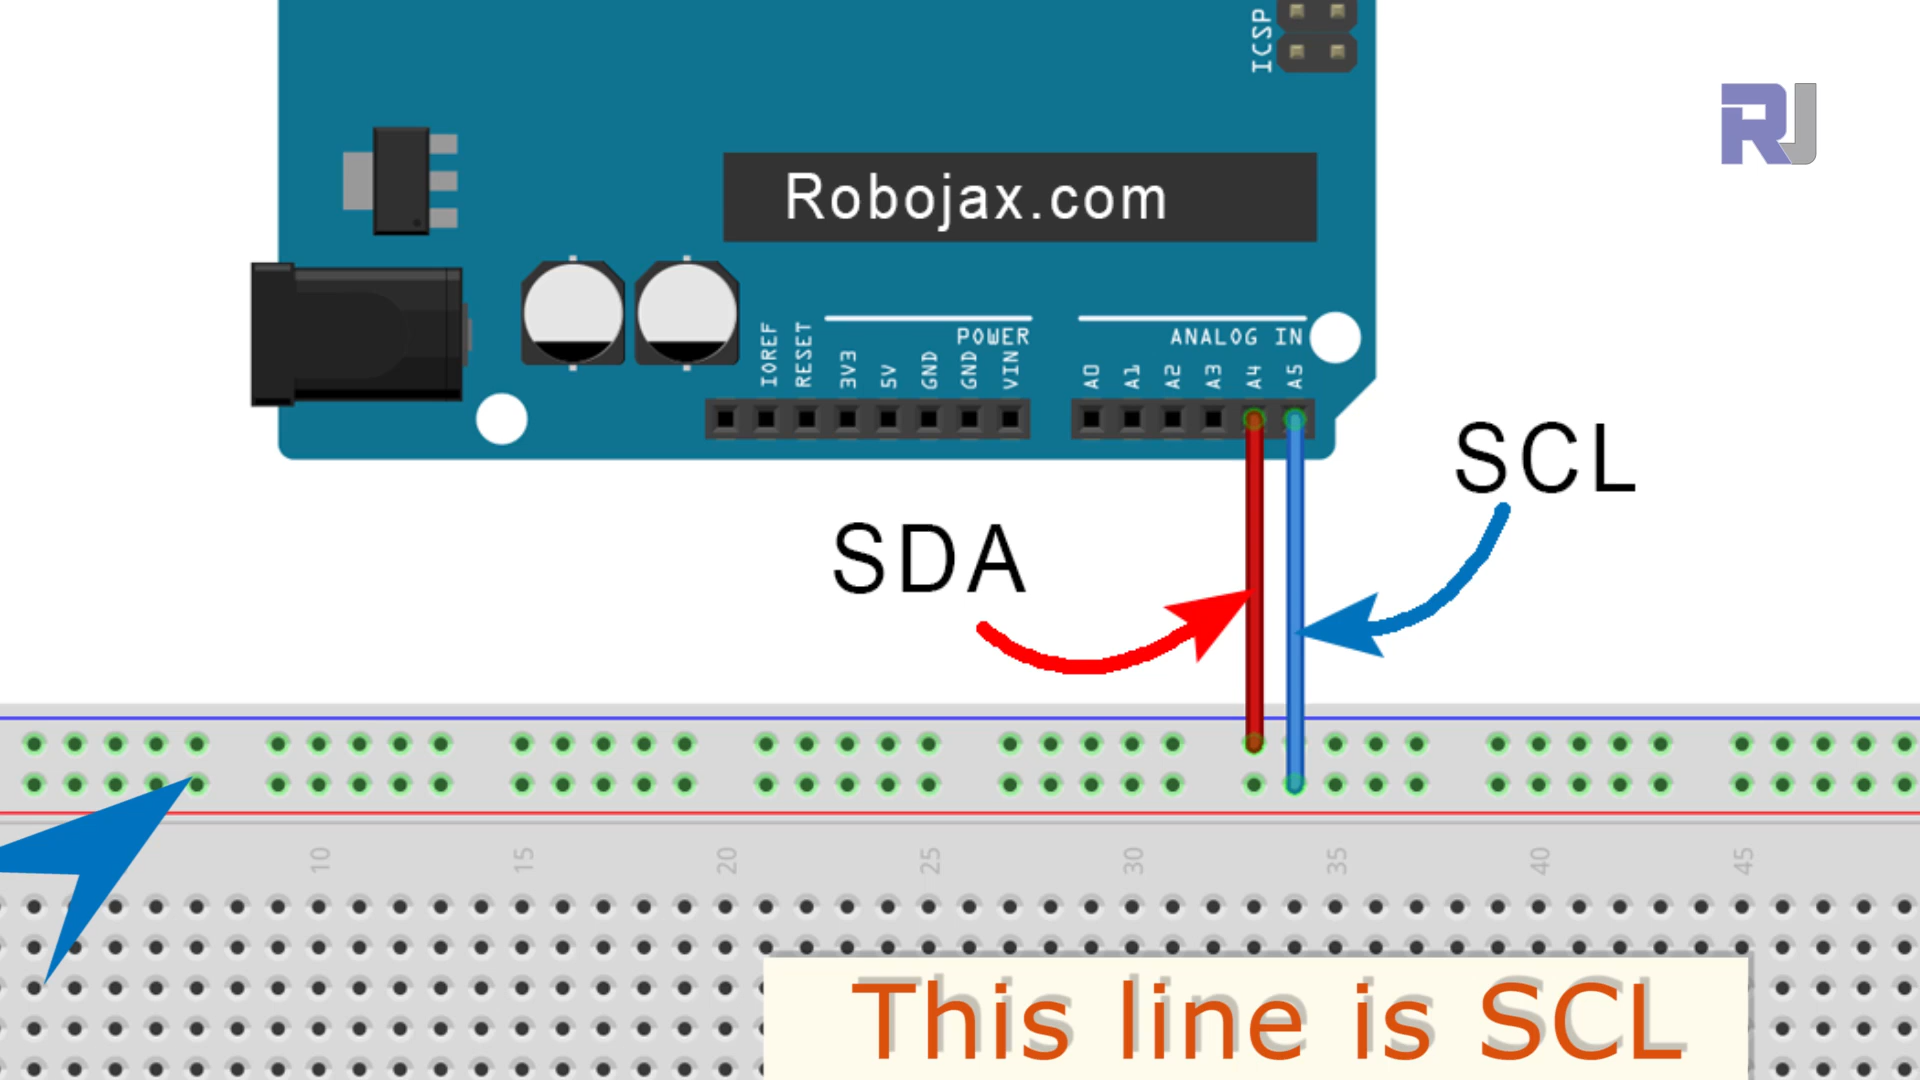 ICSP
RJ
Robojax.com
POWER
ANALOG IN
IOREF
RESET
3V3
5V
GND
GND
VIN
A0
A1
A2
A3
A4
A5
SCL
SDA
10
15
20
25
30
35
40
45
This line is SCL